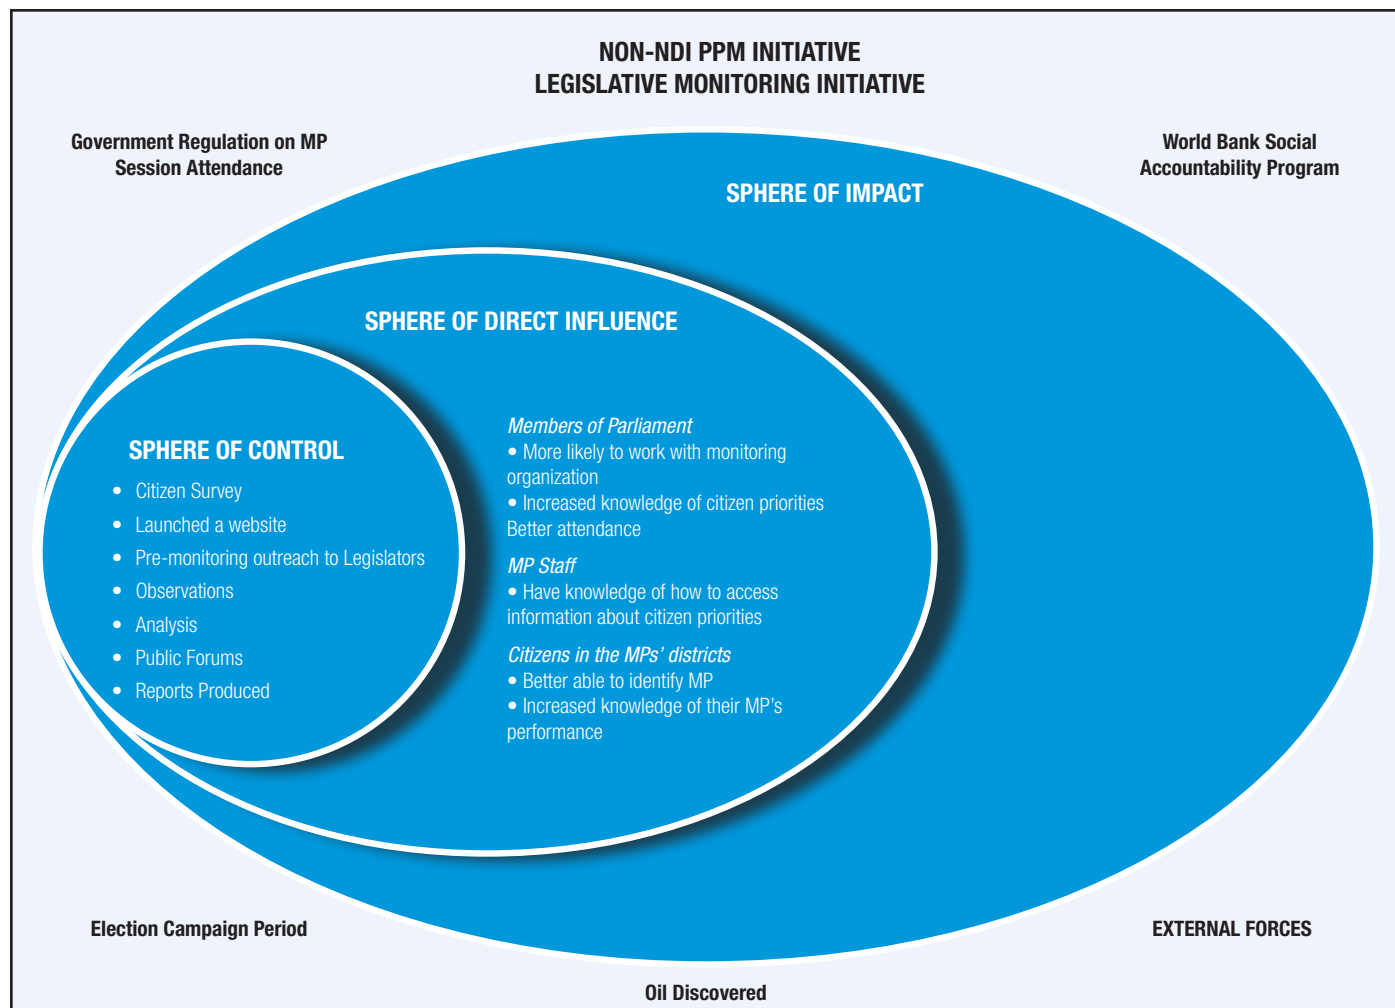 NON-NDI PPM INITIATIVE
LEGISLATIVE MONITORING INITIATIVE
Government Regulation on MP
Session Attendance
World Bank Social
Accountability Program
SPHERE OF IMPACT
SPHERE OF DIRECT INFLUENCE
SPHERE OF CONTROL
• Citizen Survey
• Launched a website
• Pre-monitoring outreach to Legislators
• Observations
• Analysis
• Public Forums
• Reports Produced
Members of Parliament
• More likely to work with monitoring
organization
• Increased knowledge of citizen priorities
Better attendance
MP Staff
• Have knowledge of how to access
information about citizen priorities
Citizens in the MPs’ districts
• Better able to identify MP
• Increased knowledge of their MP’s
performance
Election Campaign Period
EXTERNAL FORCES
Oil Discovered